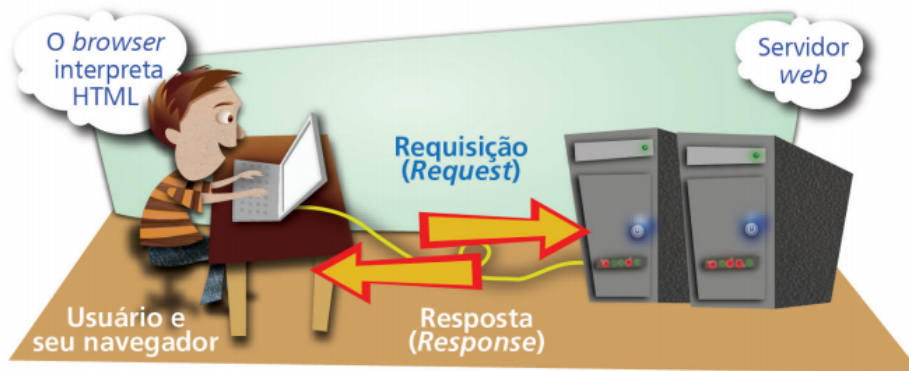 O browser
interpreta
HTML
Servidor
web
Requisição
(Request)
Usuário e
seu navegador
Resposta
(Response)